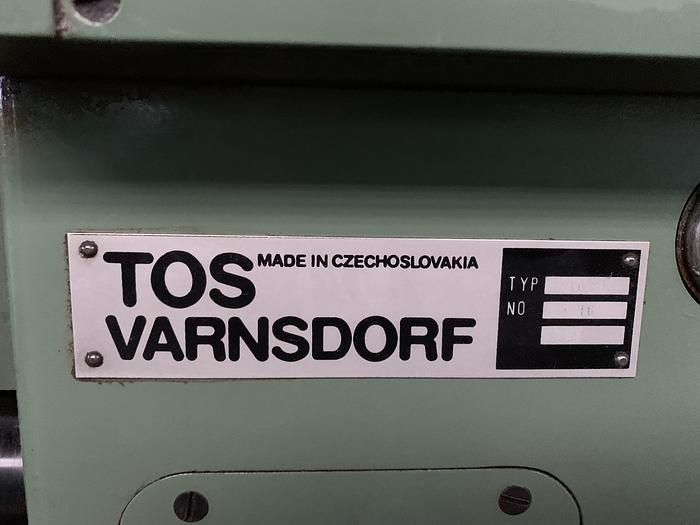 TOS MADE IN CZECHOSLOVAKIA
VARNSDORF
TYP
NO